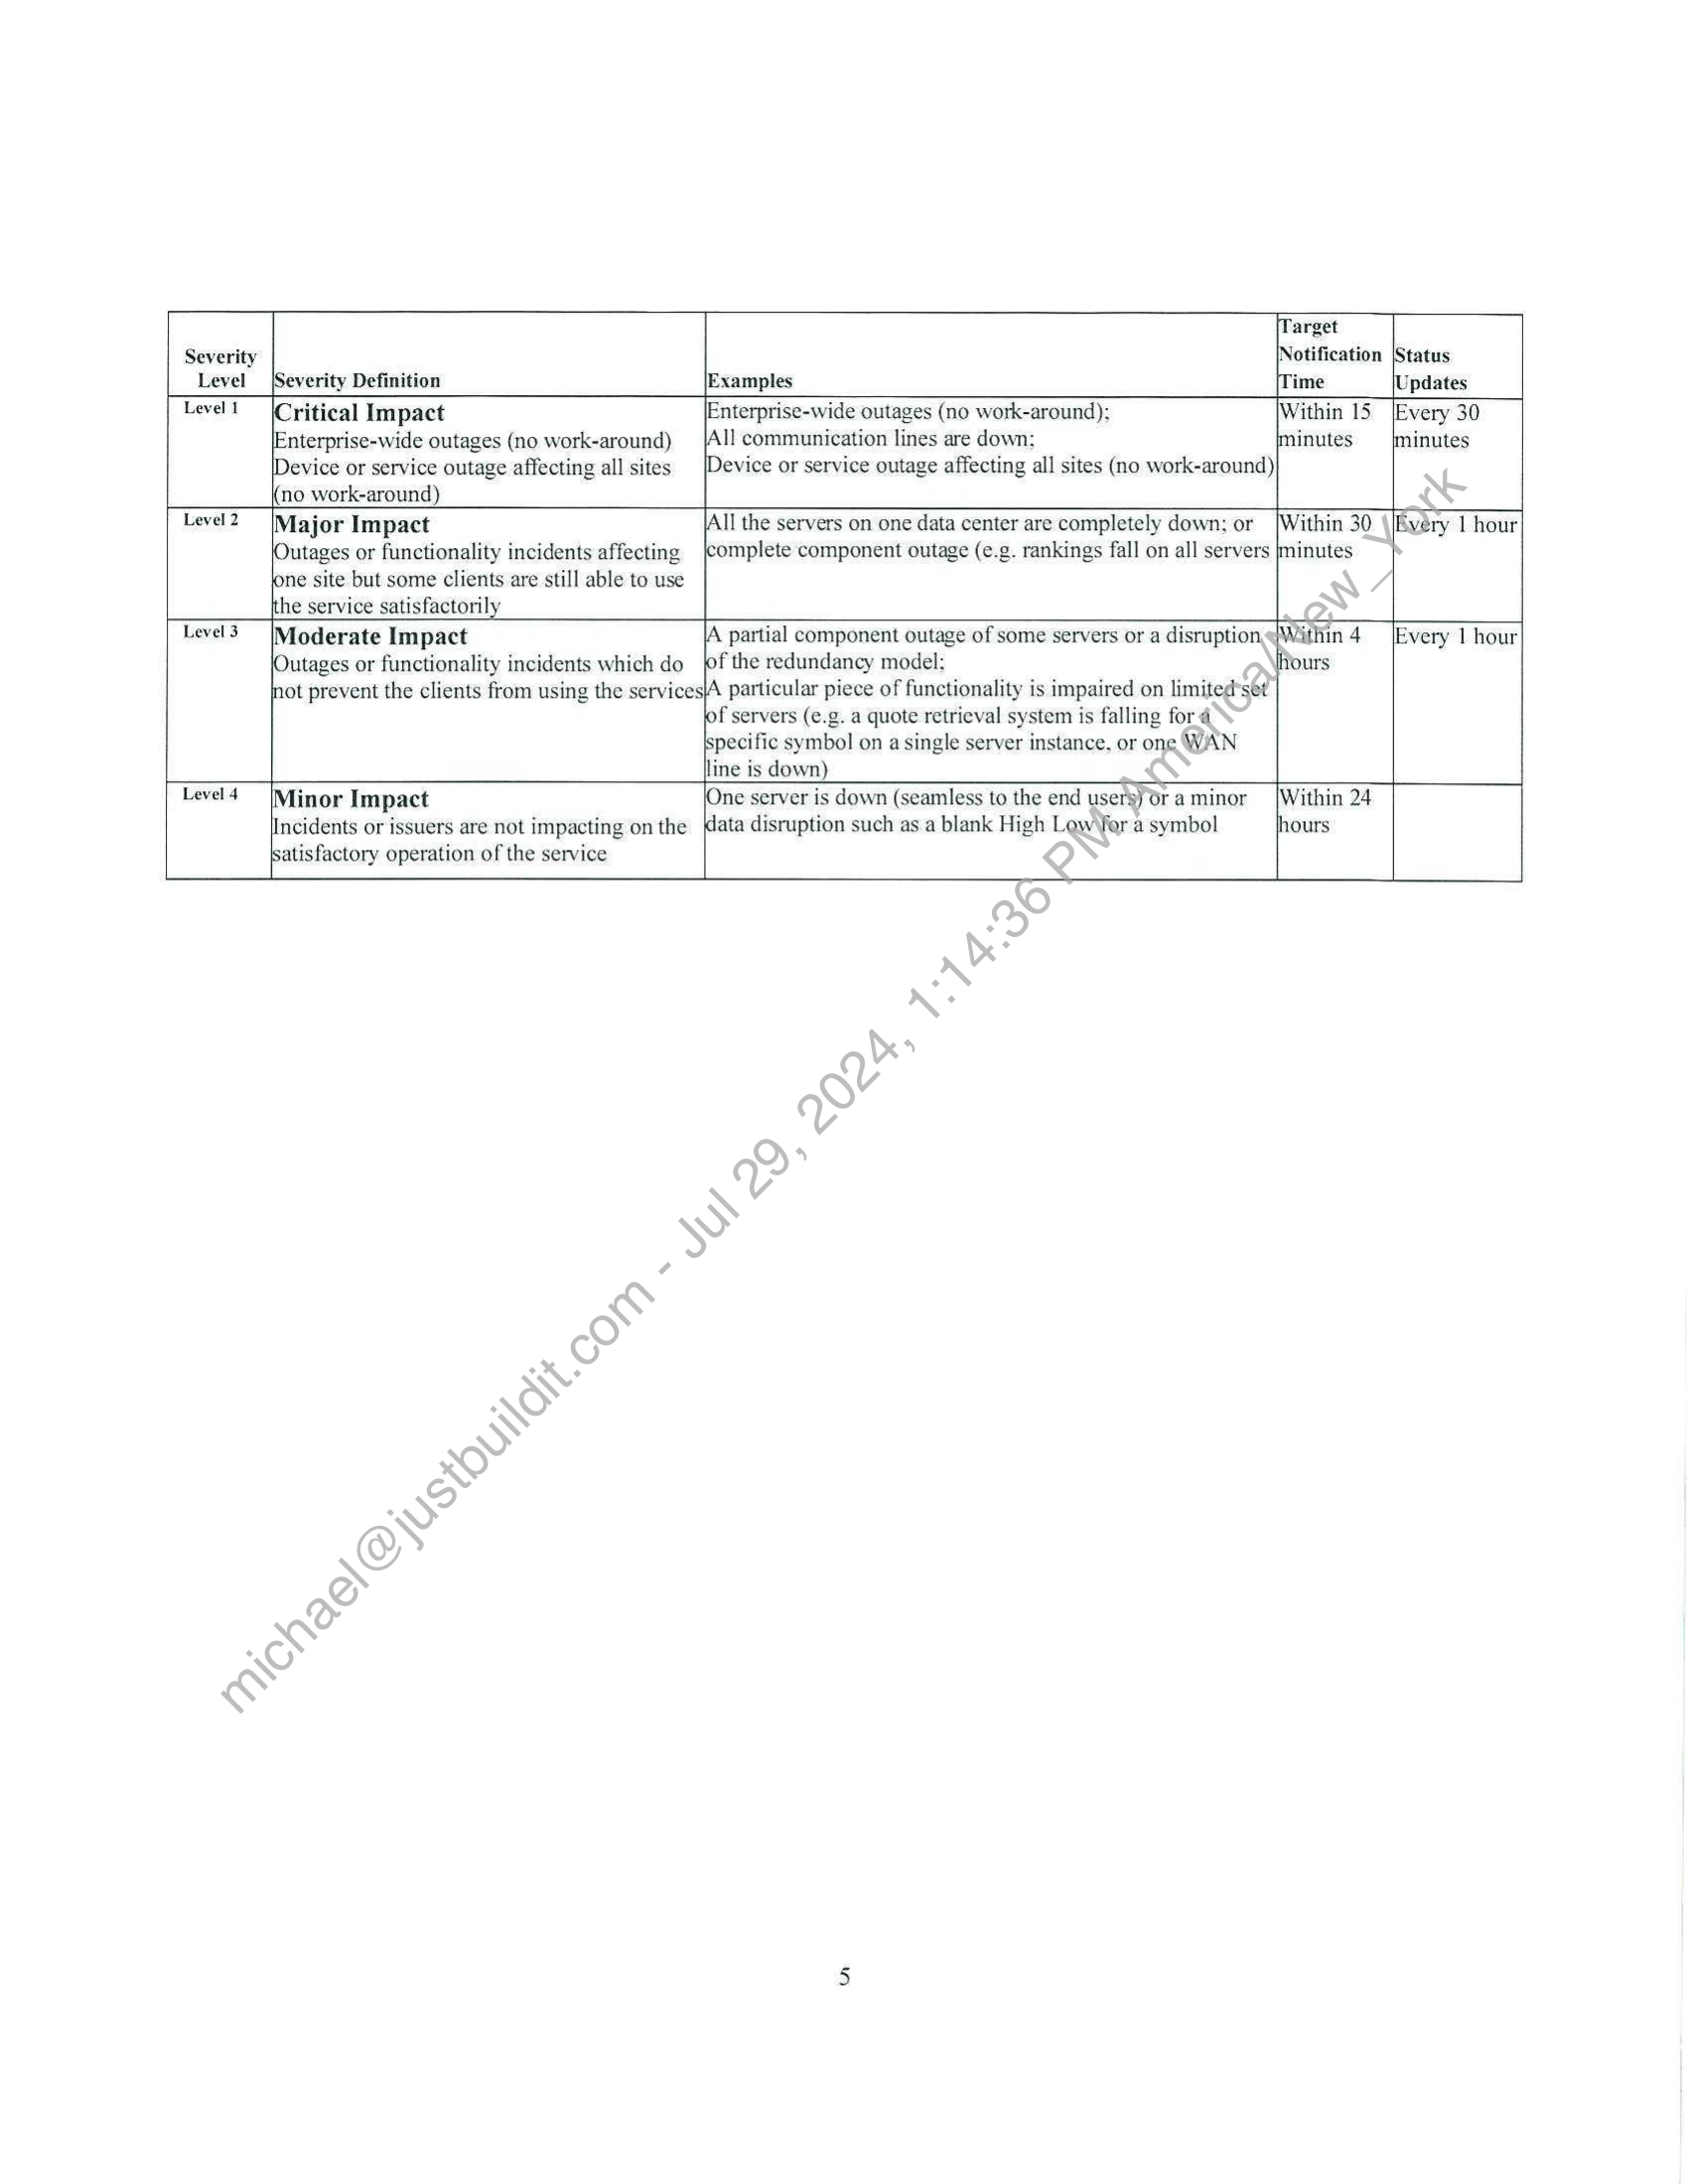 Severity Level | Severity Definition | Examples | Target Notification Time | Status Updates
Level 1
Critical Impact
Enterprise-wide outages (no work-around)
Device or service outage affecting all sites
(no work-around)
Enterprise-wide outages (no work-around);
All communication lines are down;
Device or service outage affecting all sites (no work-around)
Within 15
minutes
Every 30
minutes
Level 2
Major Impact
Outages or functionality incidents affecting
one site but some clients are still able to use
the service satisfactorily
All the servers on one data center are completely down; or
complete component outage (e.g. rankings fall on all servers
Within 30
minutes
Every 1 hour
Level 3
Moderate Impact
Outages or functionality incidents which do
not prevent the clients from using the services
A partial component outage of some servers or a disruption
of the redundancy model;
A particular piece of functionality is impaired on limited set
of servers (e.g. a quote retrieval system is falling for a
specific symbol on a single server instance, or one WAN
line is down)
Within 4
hours
Every 1 hour
Level 4
Minor Impact
Incidents or issuers are not impacting on the
satisfactory operation of the service
One server is down (seamless to the end users) or a minor
data disruption such as a blank High Low for a symbol
Within 24
hours
michael@justbuildit.com - Jul 29, 2024, 1:14:36 PM America/New_York
5